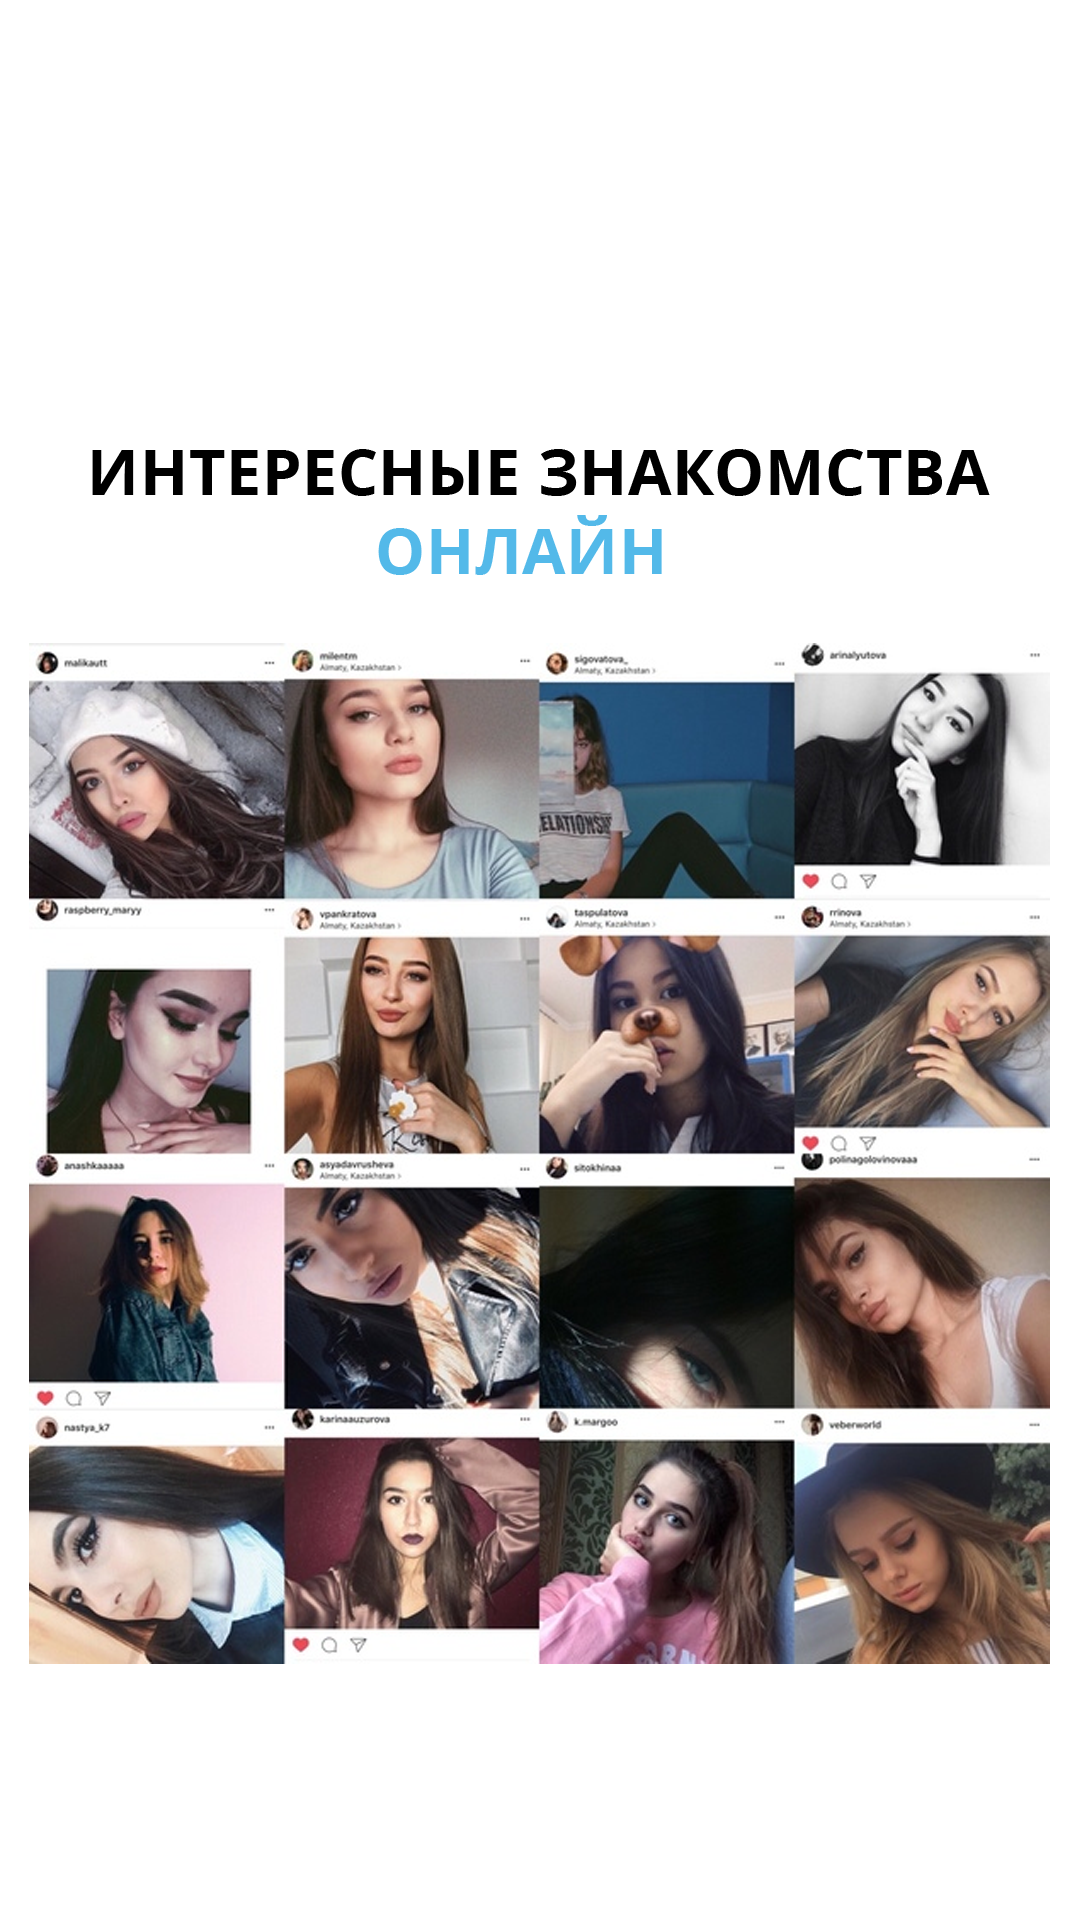 ИНТЕРЕСНЫЕ ЗНАКОМСТВА
ОНЛАЙН
malikautt
milentm
Almaty, Kazakhstan >
sigovatova_
Almaty, Kazakhstan >
arinalyutova
ELATIONSH
raspberry_maryy
vpankratova
Almaty, Kazakhstan >
taspulatova
Almaty, Kazakhstan >
rrinova
Almaty, Kazakhstan >
anashkaaaaa
asyadavrusheva
Almaty, Kazakhstan >
sitokhinaa
polinagolovinovaaa
nastya_k7
karinaauzurova
k.margoo
veberworld